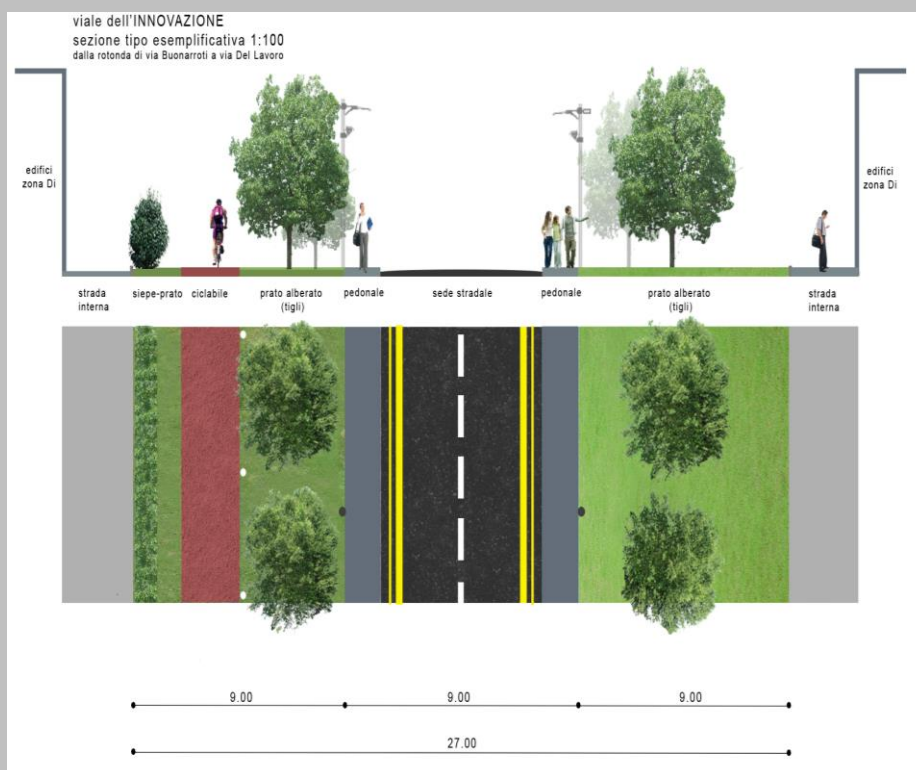 viale dell'INNOVAZIONE
sezione tipo esemplificativa 1:100
dalla rotonda di via Buonarroti a via Del Lavoro
edifici
zona Di
edifici
zona Di
strada
interna
siepe-prato
ciclabile
prato alberato
(tigli)
pedonale
sede stradale
pedonale
prato alberato
(tigli)
strada
interna
9.00
9.00
9.00
27.00